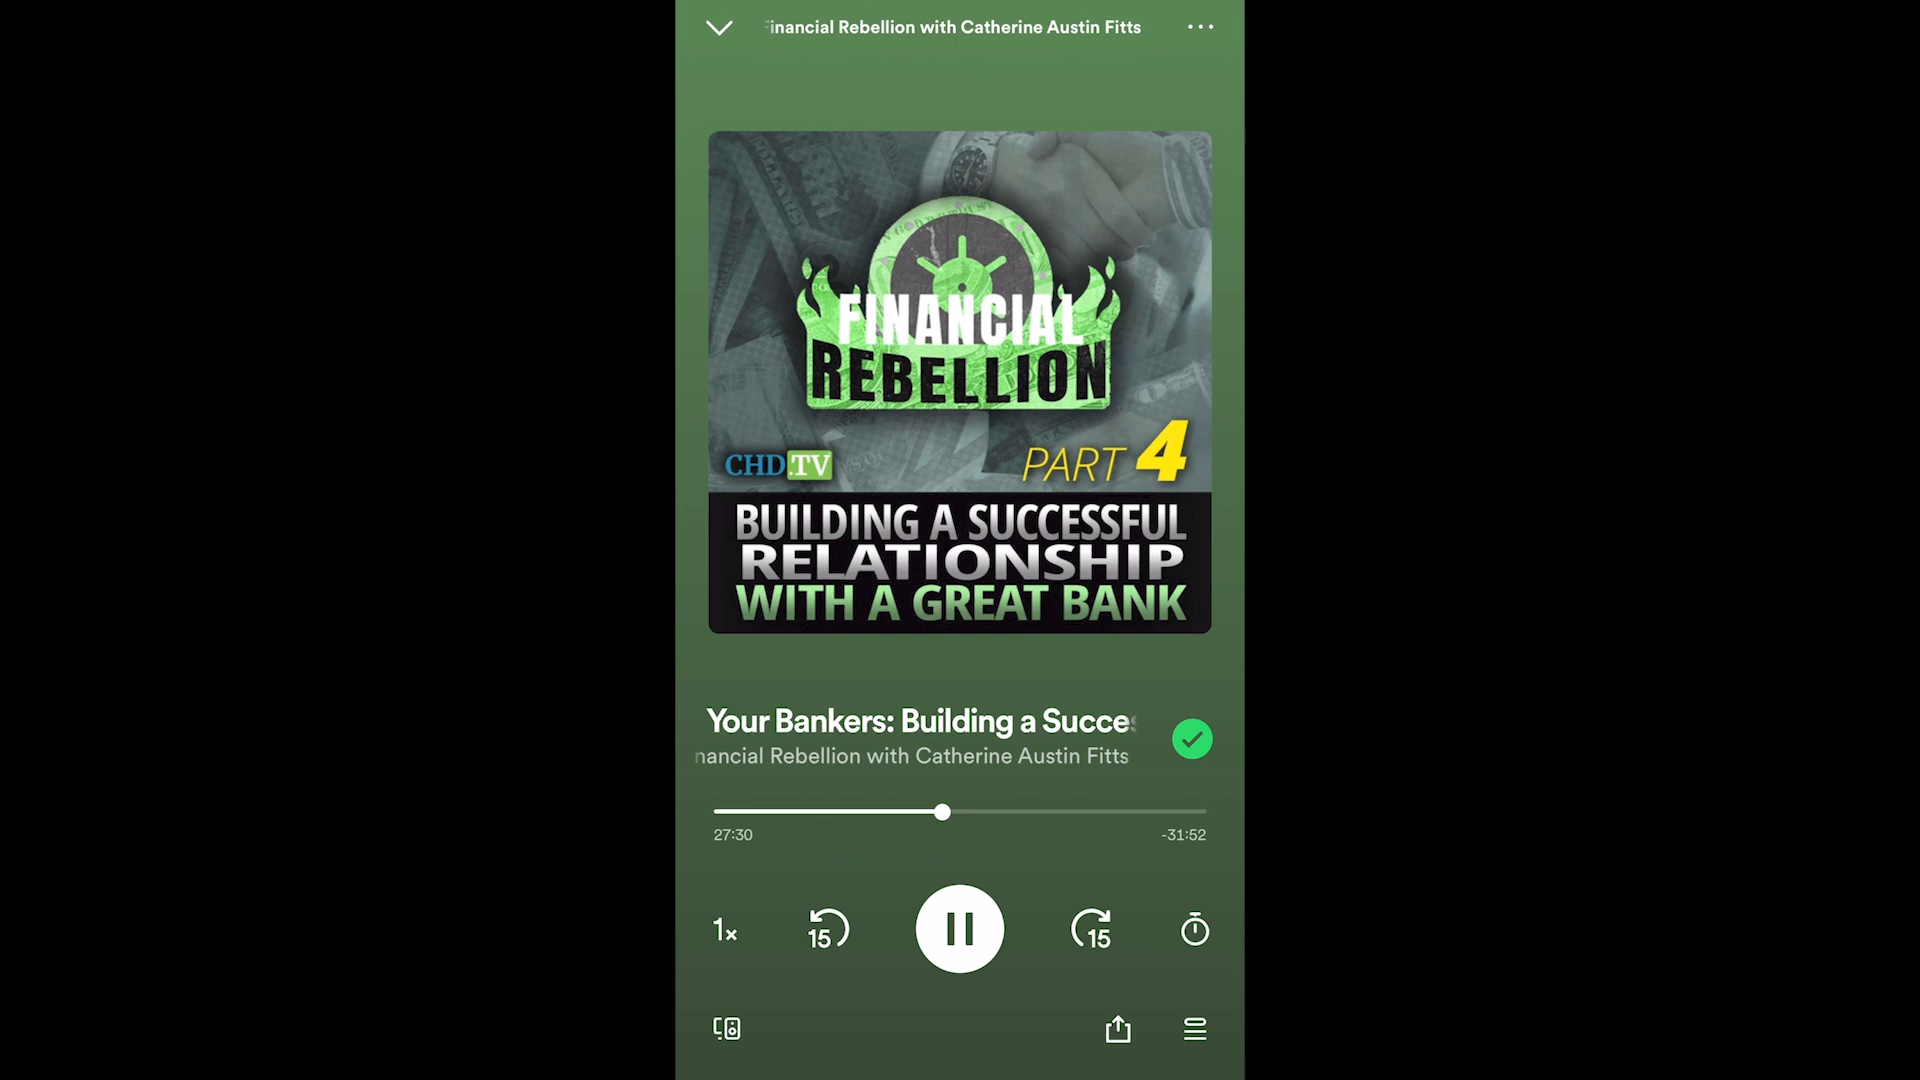 inancial Rebellion with Catherine Austin Fitts
FINANCIAL
REBELLION
CHD.TV
PART 4
BUILDING A SUCCESSFUL
RELATIONSHIP
WITH A GREAT BANK
Your Bankers: Building a Succes
nancial Rebellion with Catherine Austin Fitts
27:30
-31:52
1x
15
15